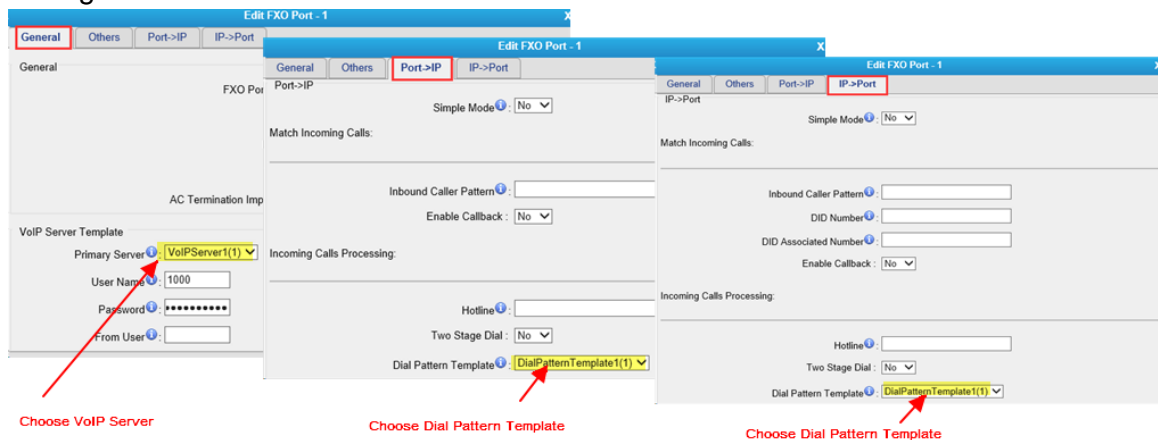 Edit FXO Port - 1
X
General Others Port->IP IP->Port
General
FXO Por
AC Termination Imp
VoIP Server Template
Primary Server : VoIPServer1(1)
User Name : 1000
Password : ••••••••••
From User :
Choose VoIP Server
Edit FXO Port - 1
X
General Others Port->IP IP->Port
Port->IP
Simple Mode : No
Match Incoming Calls:
Inbound Caller Pattern :
Enable Callback : No
Incoming Calls Processing:
Hotline :
Two Stage Dial : No
Dial Pattern Template : DialPatternTemplate1(1)
Choose Dial Pattern Template
Edit FXO Port - 1
General Others Port->IP IP->Port
IP->Port
Simple Mode : No
Match Incoming Calls:
Inbound Caller Pattern :
DID Number :
DID Associated Number :
Enable Callback : No
Incoming Calls Processing:
Hotline :
Two Stage Dial : No
Dial Pattern Template : DialPatternTemplate1(1)
Choose Dial Pattern Template